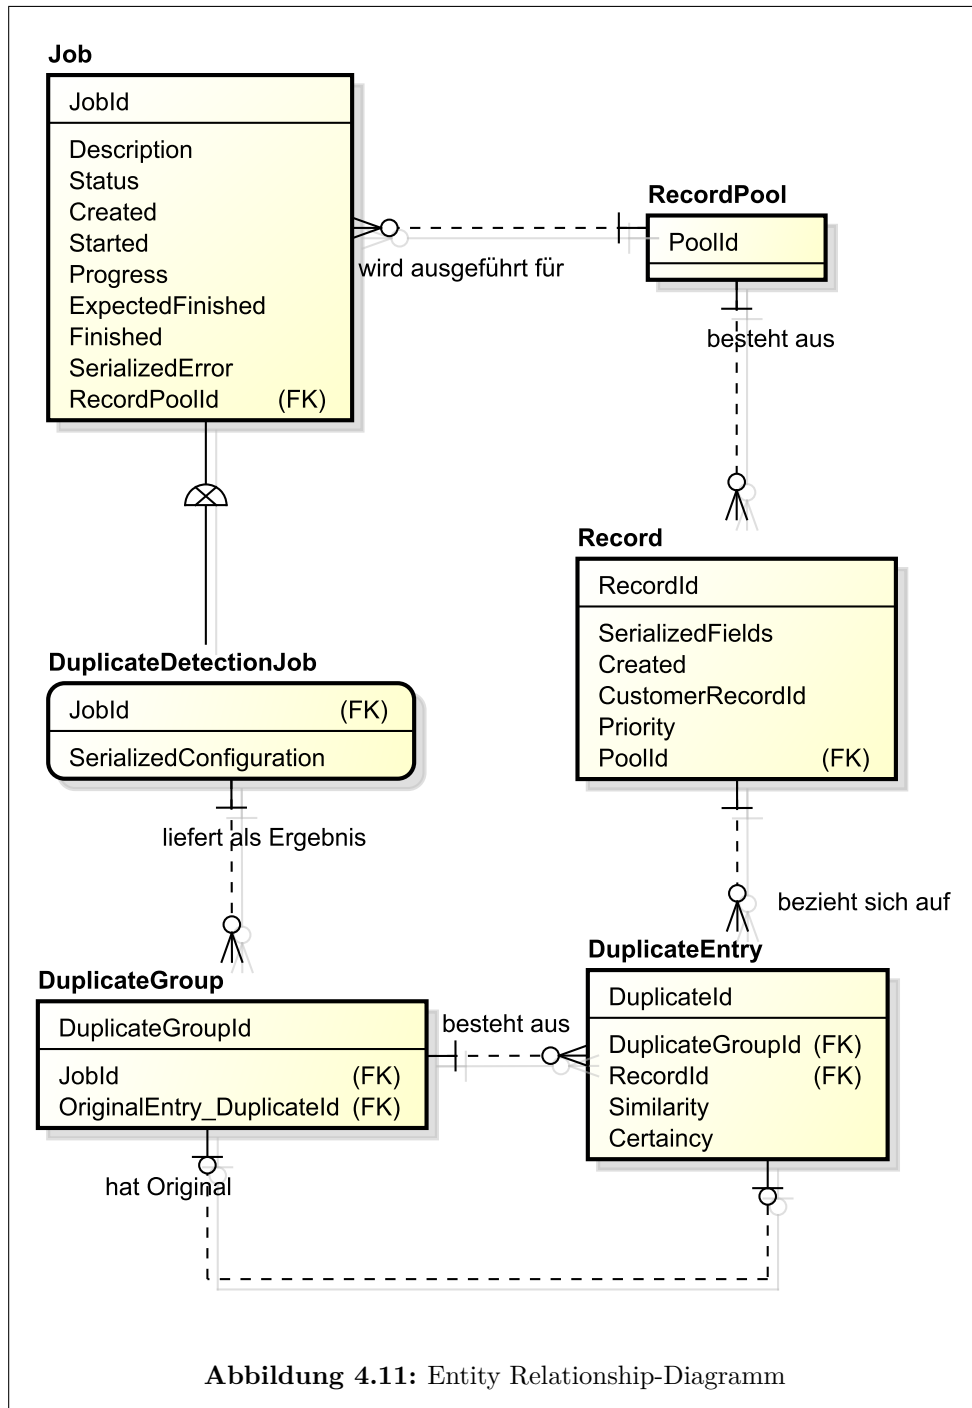 Job
JobId
Description
Status
Created
Started
Progress
ExpectedFinished
Finished
SerializedError
RecordPoolId (FK)
wird ausgeführt für
RecordPool
PoolId
besteht aus
Record
RecordId
SerializedFields
Created
CustomerRecordId
Priority
PoolId (FK)
DuplicateDetectionJob
JobId (FK)
SerializedConfiguration
liefert als Ergebnis
bezieht sich auf
DuplicateGroup
DuplicateGroupId
JobId (FK)
OriginalEntry_DuplicateId (FK)
besteht aus
DuplicateEntry
DuplicateId
DuplicateGroupId (FK)
RecordId (FK)
Similarity
Certaincy
hat Original
Abbildung 4.11: Entity Relationship-Diagramm